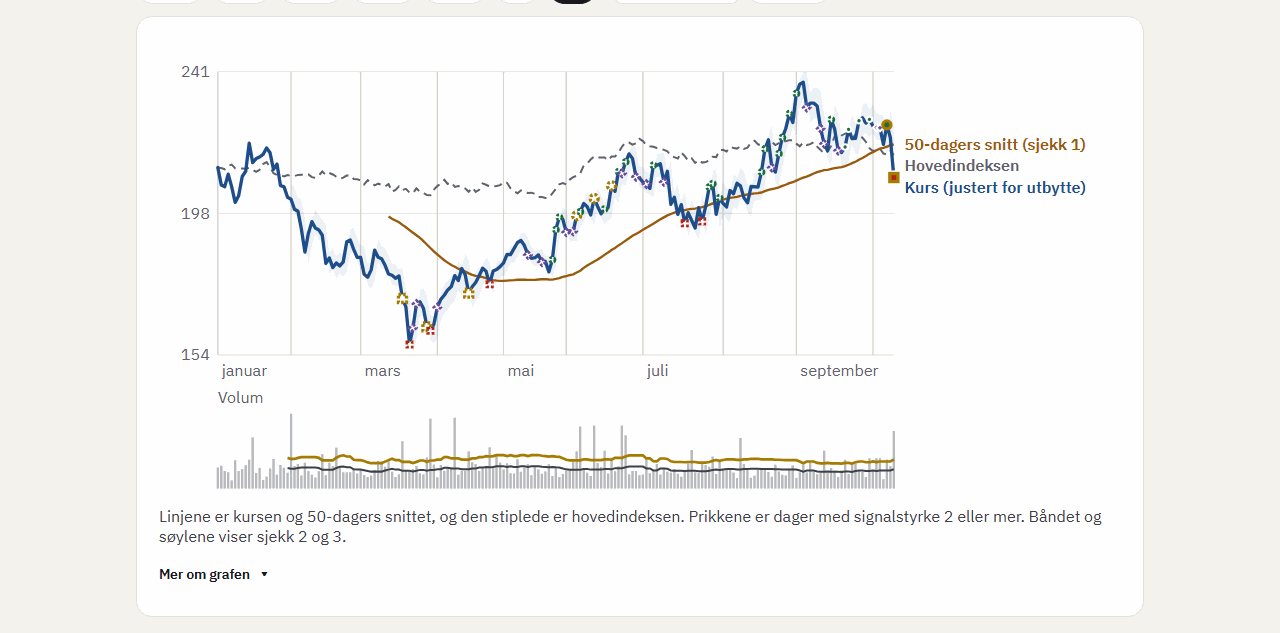 241
198
154
50-dagers snitt (sjekk 1)
Hovedindeksen
Kurs (justert for utbytte)
januar
mars
mai
juli
september
Volum
Linjene er kursen og 50-dagers snittet, og den stiplede er hovedindeksen. Prikkene er dager med signalstyrke 2 eller mer. Båndet og
søylene viser sjekk 2 og 3.
Mer om grafen